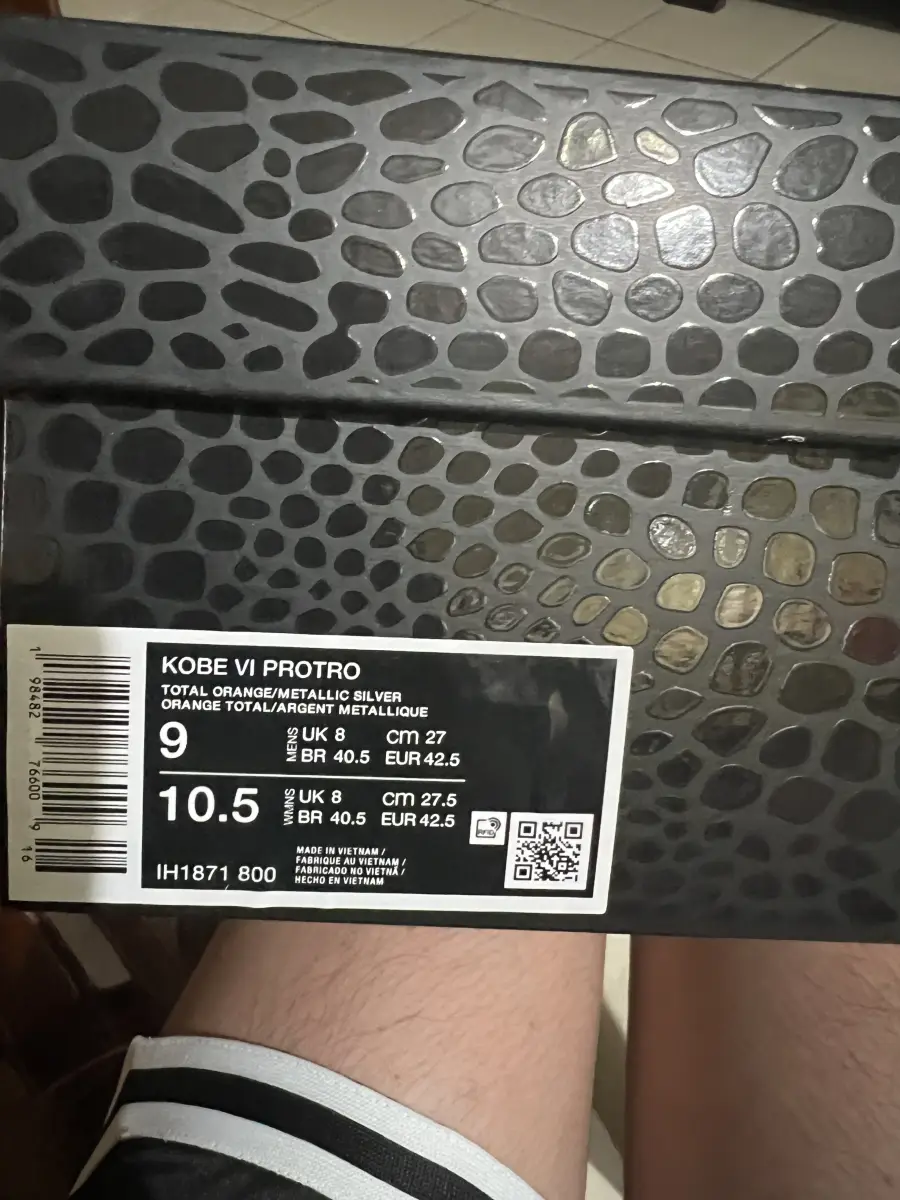 KOBE VI PROTRO
TOTAL ORANGE/METALLIC SILVER
ORANGE TOTAL/ARGENT METALLIQUE
9 MENS UK 8 cm 27
BR 40.5 EUR 42.5
10.5 WMNS UK 8 cm 27.5
BR 40.5 EUR 42.5
IH1871 800
MADE IN VIETNAM /
FABRIQUE AU VIETNAM /
FABRICADO NO VIETNÃ /
HECHO EN VIETNAM
RFID
1 98482 76600 9 16